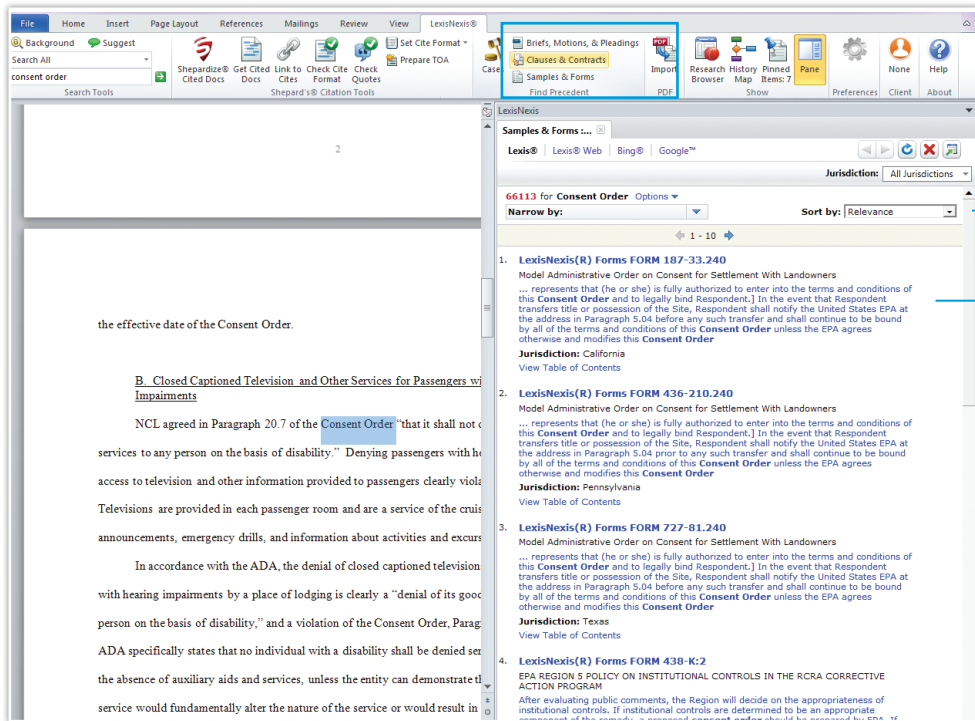 File Home Insert Page Layout References Mailings Review View LexisNexis®
Background Suggest
Search All
consent order
Search Tools
Shepardize® Cited Docs
Get Cited Docs
Link to Cites
Check Cite Format
Check Quotes
Set Cite Format
Prepare TOA
Shepard's® Citation Tools
Case
Briefs, Motions, & Pleadings
Clauses & Contracts
Samples & Forms
Find Precedent
PDF
Import
PDF
Research Browser
History Map
Pinned Items: 7
Pane
Show
Preferences
None
Client
Help
About
2
the effective date of the Consent Order.
B. Closed Captioned Television and Other Services for Passengers wi
Impairments
NCL agreed in Paragraph 20.7 of the Consent Order “that it shall not
services to any person on the basis of disability.” Denying passengers with he
access to television and other information provided to passengers clearly viola
Televisions are provided in each passenger room and are a service of the cruis
announcements, emergency drills, and information about activities and excurs
In accordance with the ADA, the denial of closed captioned television
with hearing impairments by a place of lodging is clearly a “denial of its good
person on the basis of disability,” and a violation of the Consent Order, Parag
ADA specifically states that no individual with a disability shall be denied ser
the absence of auxiliary aids and services, unless the entity can demonstrate t
service would fundamentally alter the nature of the service or would result in
LexisNexis
Samples & Forms :...
Lexis® Lexis® Web Bing® Google™
Jurisdiction: All Jurisdictions
66113 for Consent Order Options
Narrow by: Sort by: Relevance
1 - 10
1. LexisNexis(R) Forms FORM 187-33.240
Model Administrative Order on Consent for Settlement With Landowners
... represents that (he or she) is fully authorized to enter into the terms and conditions of
this Consent Order and to legally bind Respondent.] In the event that Respondent
transfers title or possession of the Site, Respondent shall notify the United States EPA at
the address in Paragraph 5.04 before any such transfer and shall continue to be bound
by all of the terms and conditions of this Consent Order unless the EPA agrees
otherwise and modifies this Consent Order
Jurisdiction: California
View Table of Contents
2. LexisNexis(R) Forms FORM 436-210.240
Model Administrative Order on Consent for Settlement With Landowners
... represents that (he or she) is fully authorized to enter into the terms and conditions of
this Consent Order and to legally bind Respondent.] In the event that Respondent
transfers title or possession of the Site, Respondent shall notify the United States EPA at
the address in Paragraph 5.04 prior to any such transfer and shall continue to be bound
by all of the terms and conditions of this Consent Order unless the EPA agrees
otherwise and modifies this Consent Order
Jurisdiction: Pennsylvania
View Table of Contents
3. LexisNexis(R) Forms FORM 727-81.240
Model Administrative Order on Consent for Settlement With Landowners
... represents that (he or she) is fully authorized to enter into the terms and conditions of
this Consent Order and to legally bind Respondent.] In the event that Respondent
transfers title or possession of the Site, Respondent shall notify the United States EPA at
the address in Paragraph 5.04 before any such transfer and shall continue to be bound
by all of the terms and conditions of this Consent Order unless the EPA agrees
otherwise and modifies this Consent Order
Jurisdiction: Texas
View Table of Contents
4. LexisNexis(R) Forms FORM 438-K:2
EPA REGION 5 POLICY ON INSTITUTIONAL CONTROLS IN THE RCRA CORRECTIVE
ACTION PROGRAM
After evaluating public comments, the Region will decide on the appropriateness of
institutional controls. If institutional controls are determined to be an appropriate
component of the remedy, a proposed consent order should be prepared by EPA. If